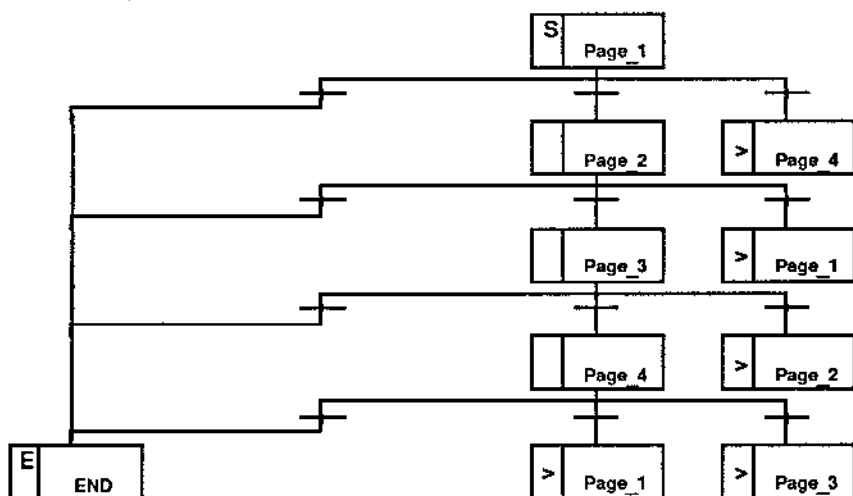 S
Page_1
Page_2
> Page_4
Page_3
> Page_1
Page_4
> Page_2
E
END
> Page_1
> Page_3